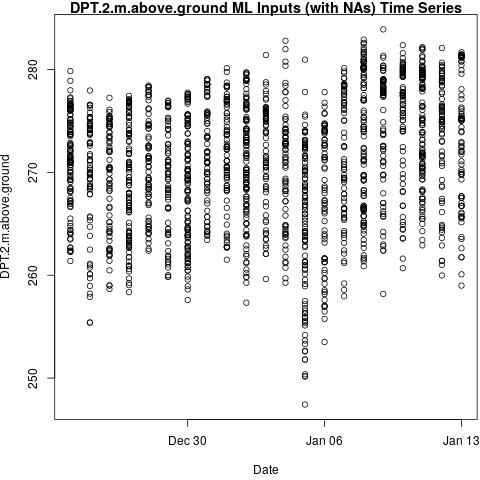 DPT.2.m.above.ground ML Inputs (with NAs) Time Series
DPT.2.m.above.ground
280
270
260
250
Dec 30
Jan 06
Jan 13
Date